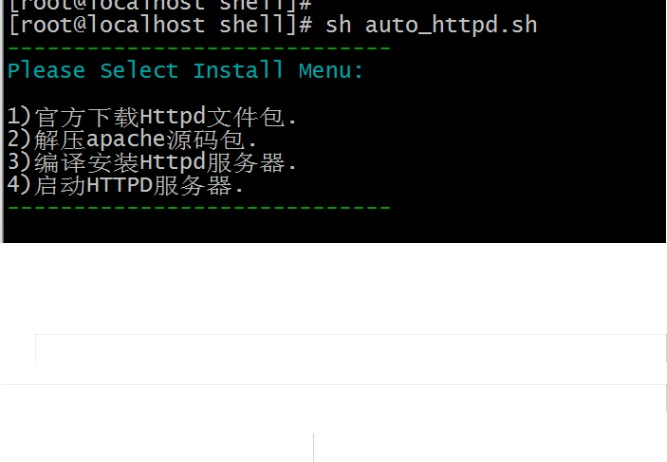 [root@localhost shell]#
[root@localhost shell]# sh auto_httpd.sh
-----------------------------
Please Select Install Menu:
1)官方下载Httpd文件包.
2)解压apache源码包.
3)编译安装Httpd服务器.
4)启动HTTPD服务器.
-----------------------------